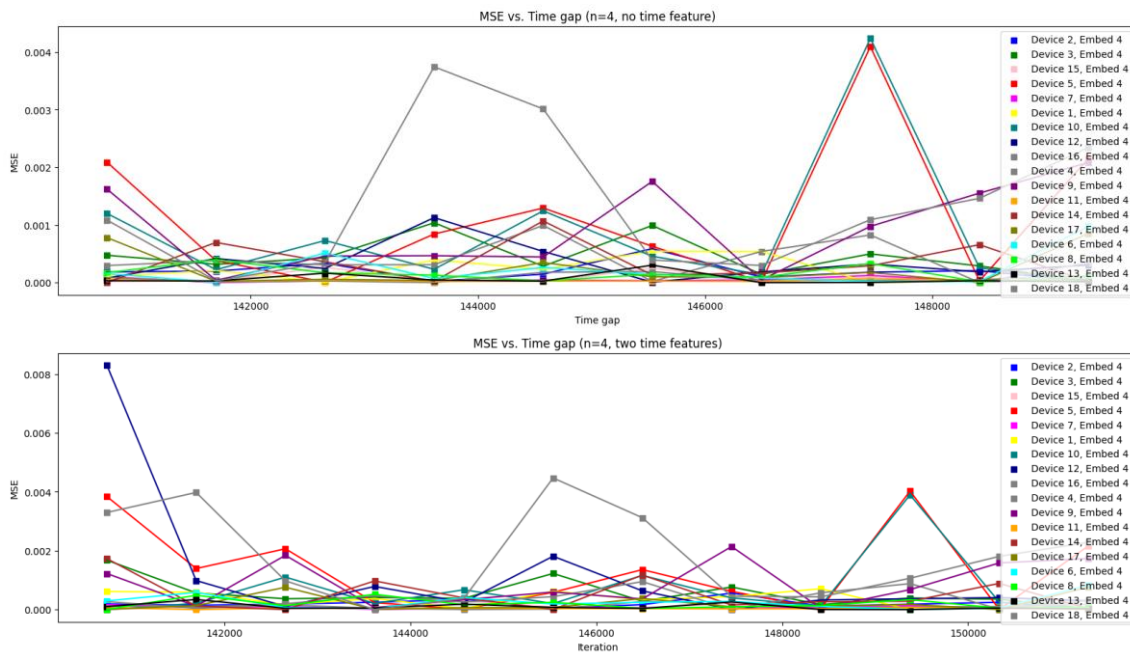 MSE vs. Time gap (n=4, no time feature)
MSE
0.004
0.003
0.002
0.001
0.000
142000
144000
146000
148000
Time gap
Device 2, Embed 4
Device 3, Embed 4
Device 15, Embed 4
Device 5, Embed 4
Device 7, Embed 4
Device 1, Embed 4
Device 10, Embed 4
Device 12, Embed 4
Device 16, Embed 4
Device 4, Embed 4
Device 9, Embed 4
Device 11, Embed 4
Device 14, Embed 4
Device 17, Embed 4
Device 6, Embed 4
Device 8, Embed 4
Device 13, Embed 4
Device 18, Embed 4
MSE vs. Time gap (n=4, two time features)
MSE
0.008
0.006
0.004
0.002
0.000
142000
144000
146000
148000
150000
Iteration
Device 2, Embed 4
Device 3, Embed 4
Device 15, Embed 4
Device 5, Embed 4
Device 7, Embed 4
Device 1, Embed 4
Device 10, Embed 4
Device 12, Embed 4
Device 16, Embed 4
Device 4, Embed 4
Device 9, Embed 4
Device 11, Embed 4
Device 14, Embed 4
Device 17, Embed 4
Device 6, Embed 4
Device 8, Embed 4
Device 13, Embed 4
Device 18, Embed 4